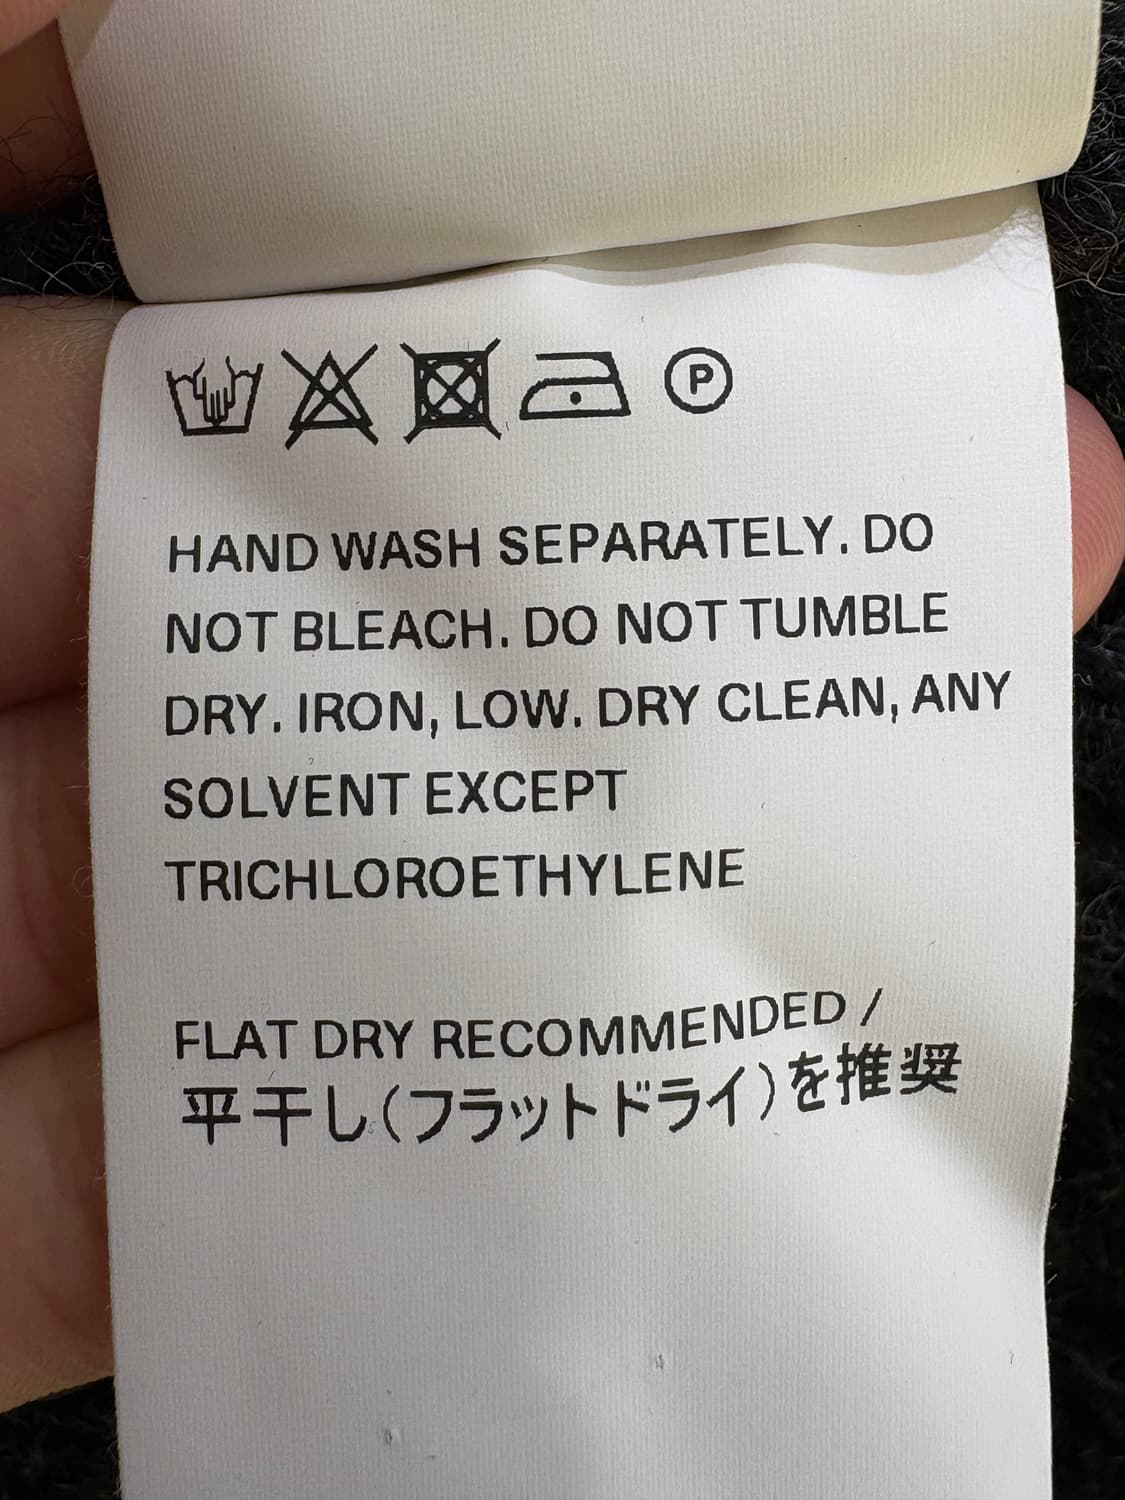 P
HAND WASH SEPARATELY. DO
NOT BLEACH. DO NOT TUMBLE
DRY. IRON, LOW. DRY CLEAN, ANY
SOLVENT EXCEPT
TRICHLOROETHYLENE
FLAT DRY RECOMMENDED /
平干し(フラットドライ)を推奨